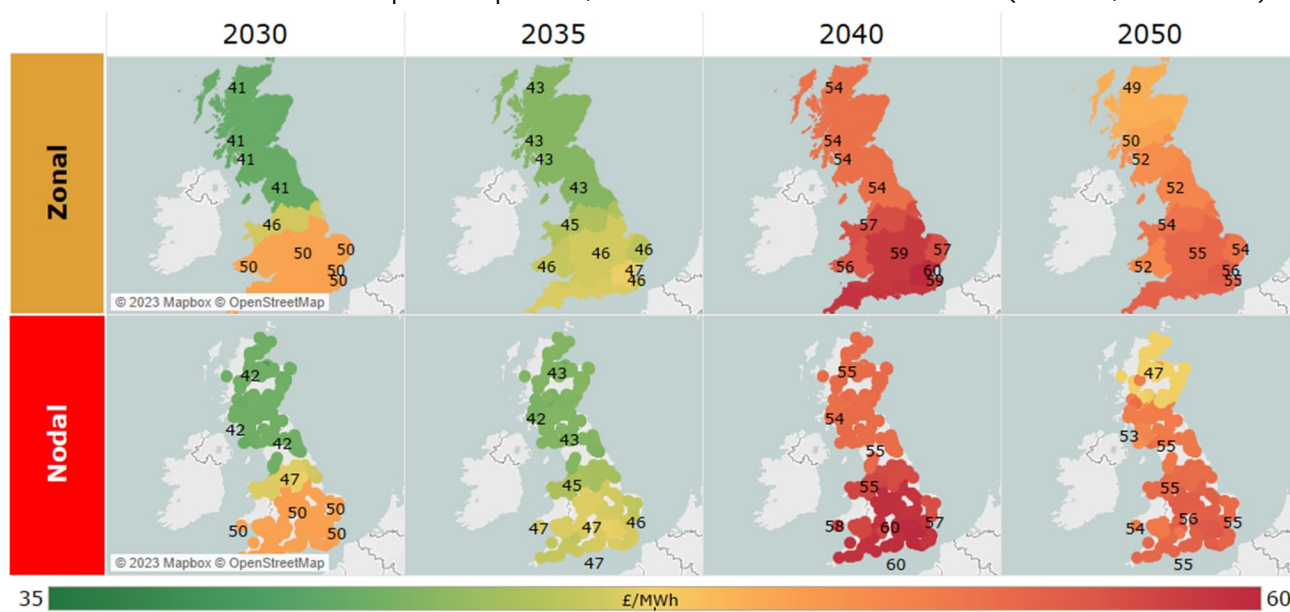 2030 2035 2040 2050
Zonal
41 43 54 49
41 43 54 50
41 43 54 52
41 43 54 52
46 45 57 54
50 50 50 46 46 46 59 56 57 52 55 54
50 47 60 56
50 46 59 55
© 2023 Mapbox © OpenStreetMap
Nodal
42 43 55 47
42 42 54 53
42 43 55 55
47 45 55 55
50 50 50 47 47 46 58 60 57 54 56 55
50 47 60 55
© 2023 Mapbox © OpenStreetMap
35 £/MWh 60